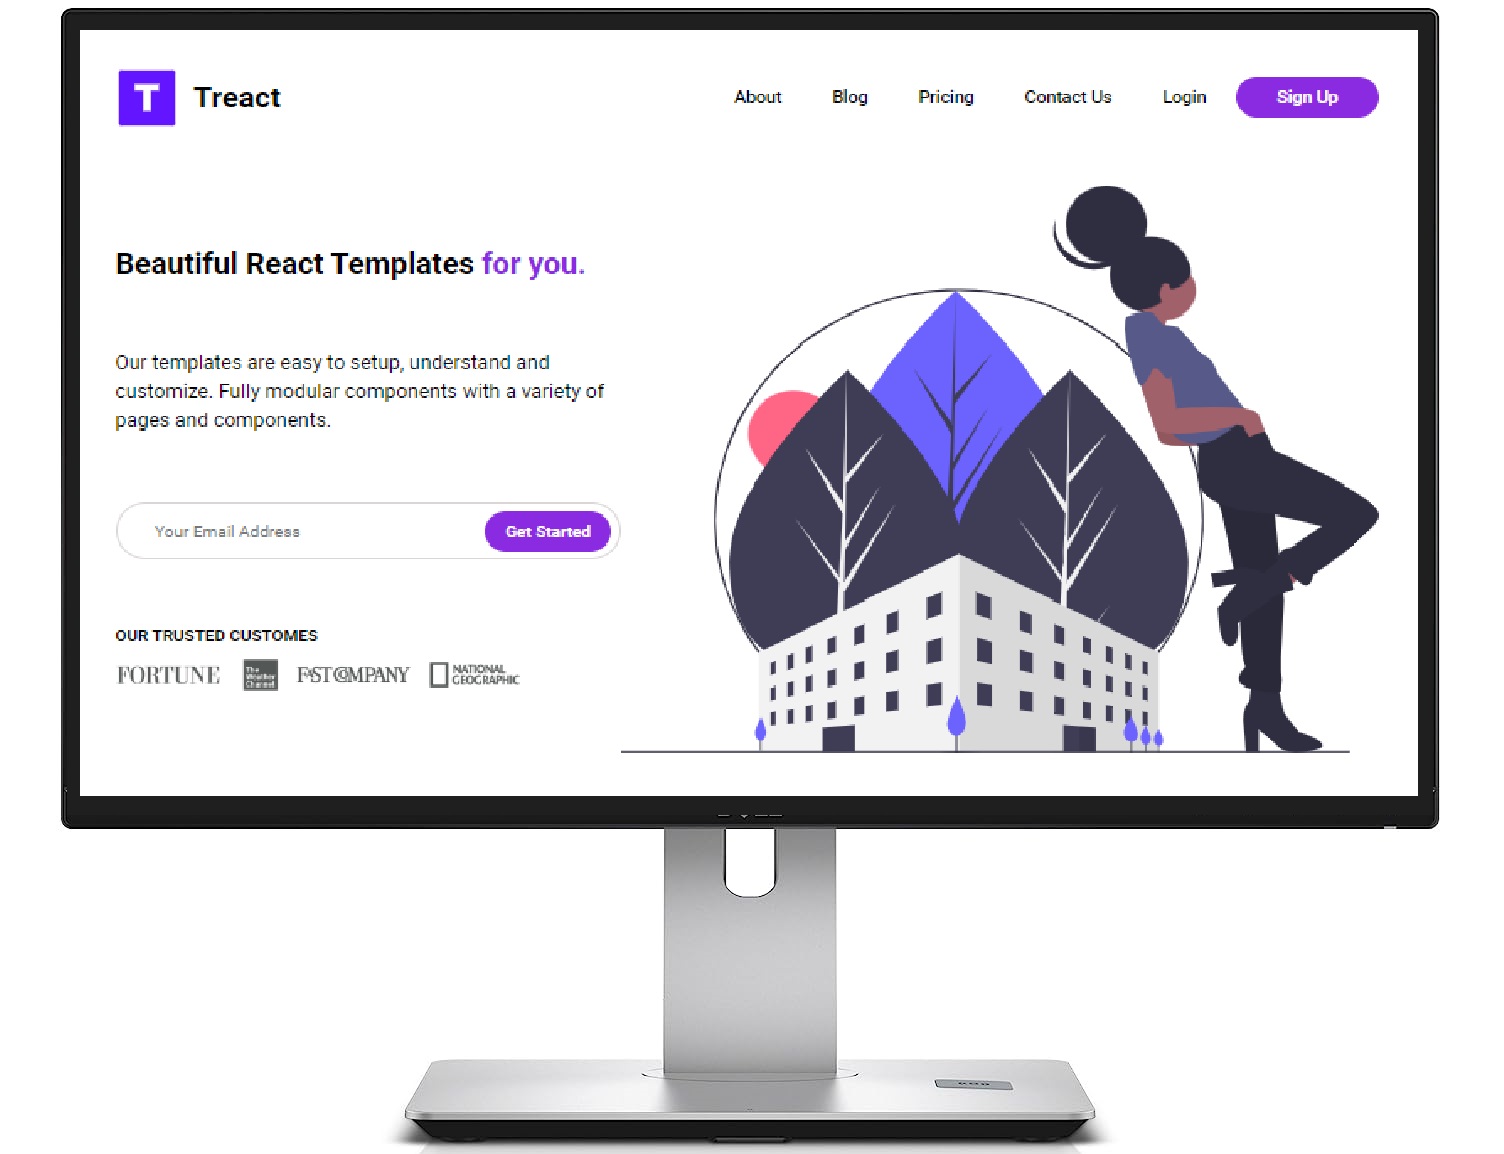 T Treact
About Blog Pricing Contact Us Login Sign Up
Beautiful React Templates for you.
Our templates are easy to setup, understand and
customize. Fully modular components with a variety of
pages and components.
Your Email Address Get Started
OUR TRUSTED CUSTOMES
FORTUNE
The
Weather
Channel
FAST COMPANY
NATIONAL
GEOGRAPHIC